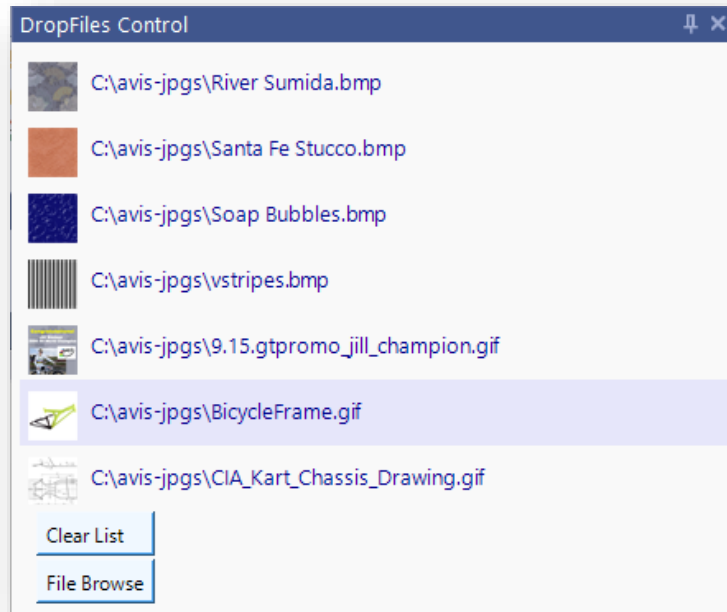 DropFiles Control
C:\avis-jpgs\River Sumida.bmp
C:\avis-jpgs\Santa Fe Stucco.bmp
C:\avis-jpgs\Soap Bubbles.bmp
C:\avis-jpgs\vstripes.bmp
C:\avis-jpgs\9.15.gtpromo_jill_champion.gif
C:\avis-jpgs\BicycleFrame.gif
C:\avis-jpgs\CIA_Kart_Chassis_Drawing.gif
Clear List
File Browse